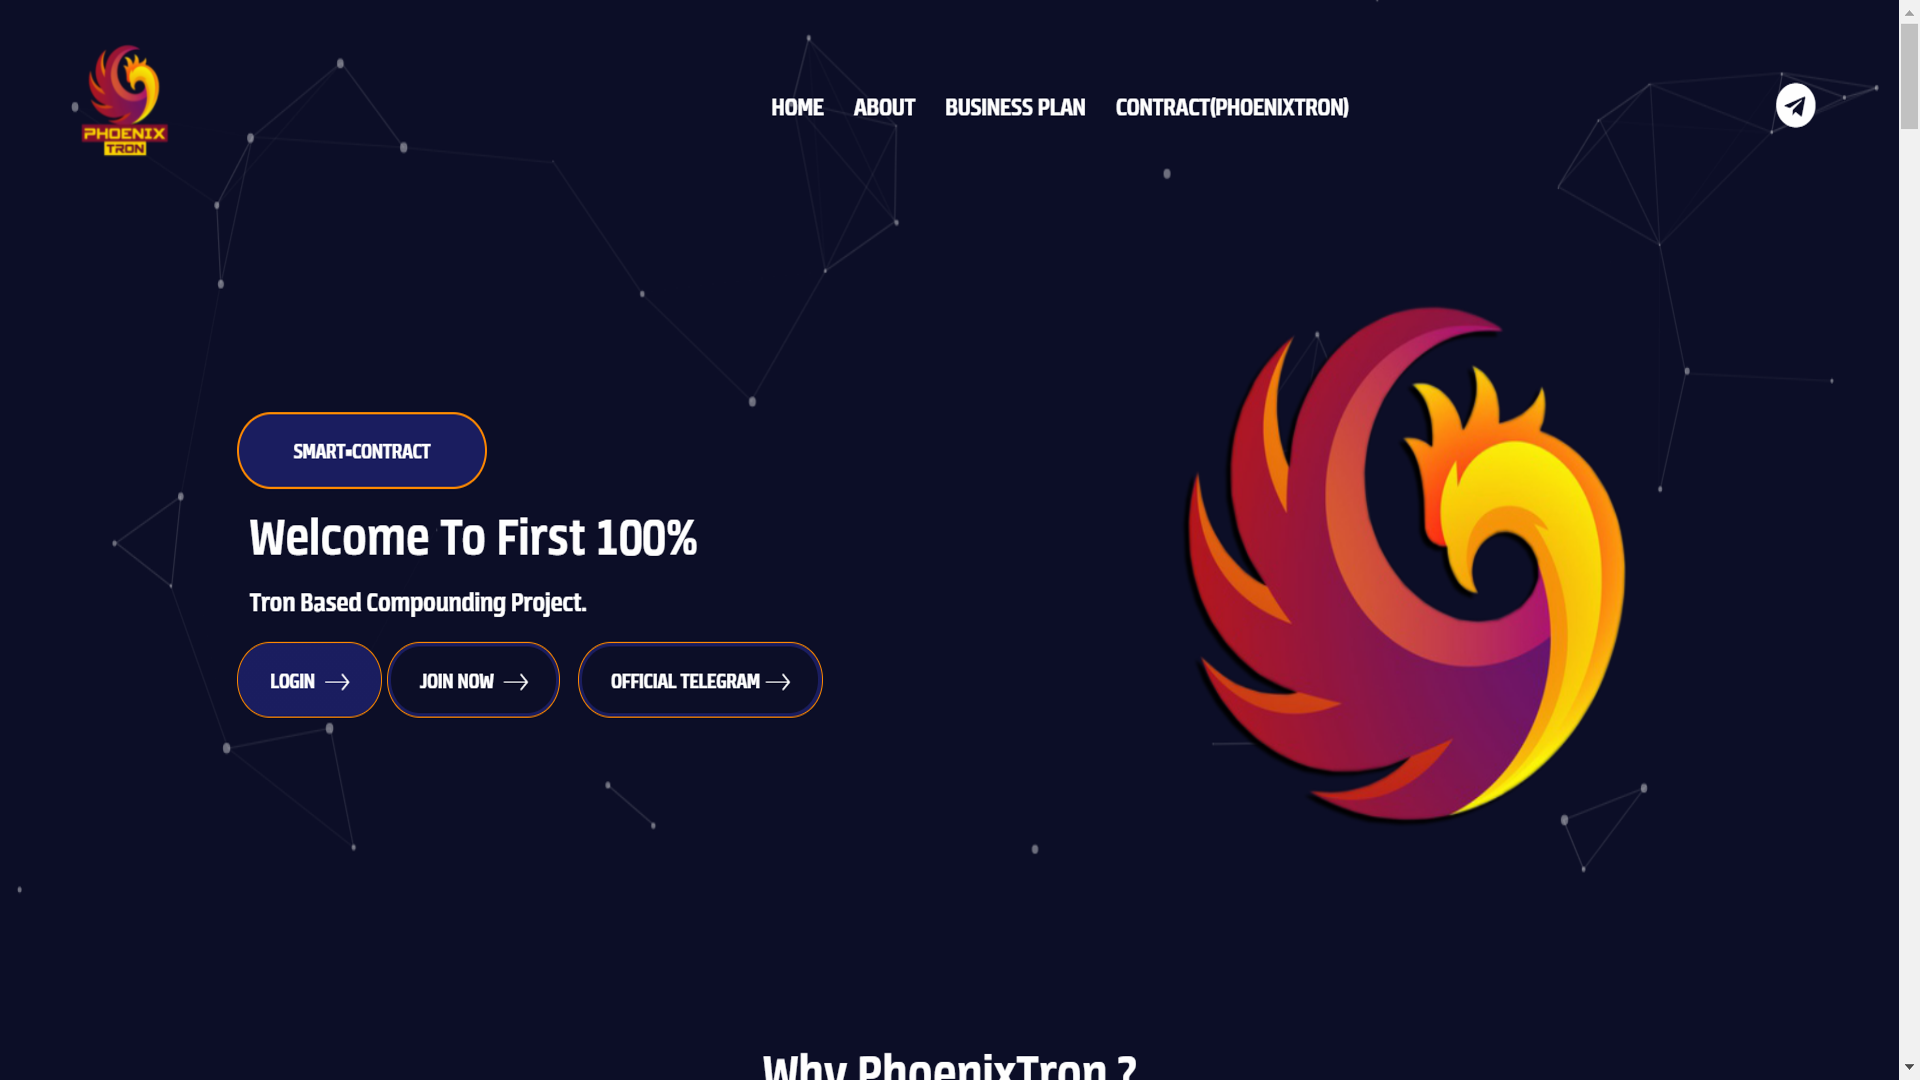 PHOENIX
TRON
HOME ABOUT BUSINESS PLAN CONTRACT(PHOENIXTRON)
SMART▪CONTRACT
Welcome To First 100%
Tron Based Compounding Project.
LOGIN JOIN NOW OFFICIAL TELEGRAM
Why PhoenixTron ?